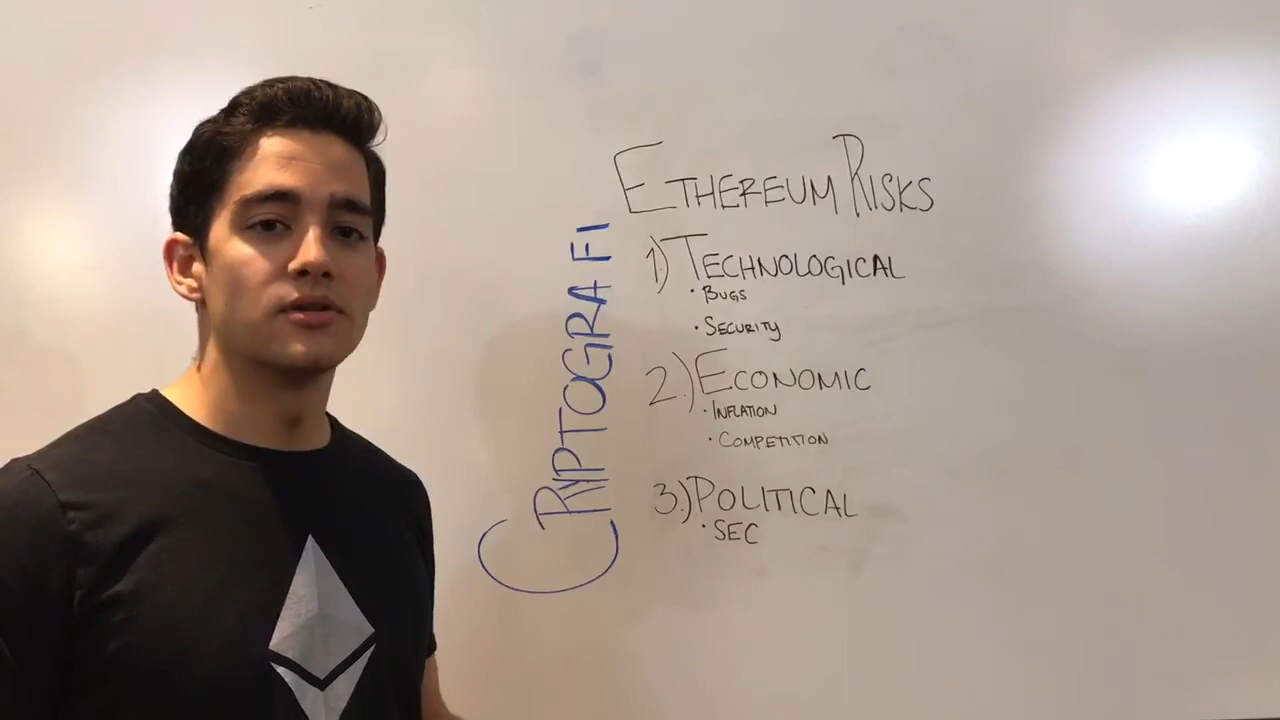 CRYPTOGRAFI
ETHEREUM RISKS
1.) TECHNOLOGICAL
• BUGS
• SECURITY
2.) ECONOMIC
• INFLATION
• COMPETITION
3.) POLITICAL
• SEC